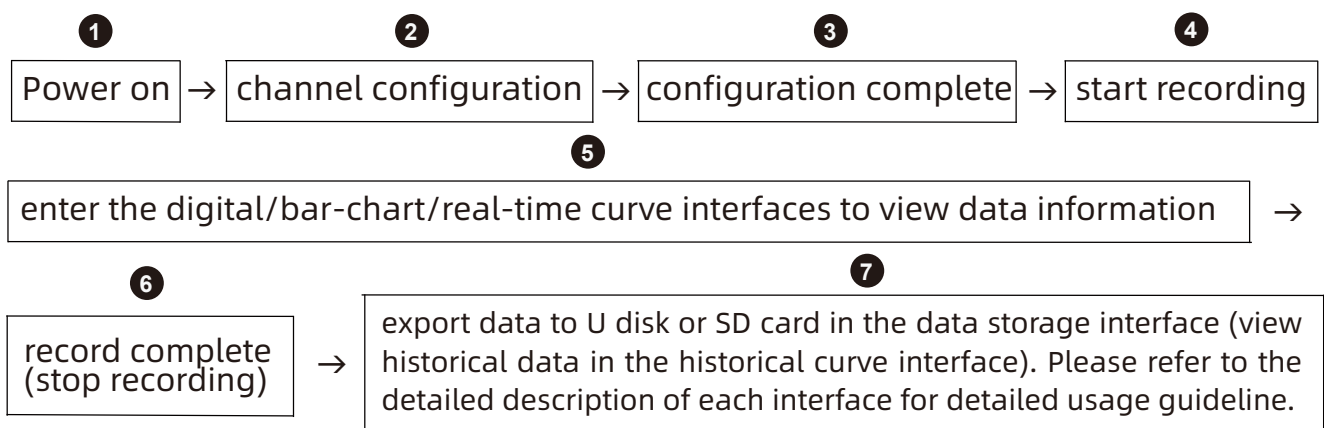 1 2 3 4
Power on → channel configuration → configuration complete → start recording
5
enter the digital/bar-chart/real-time curve interfaces to view data information →
6 7
record complete
(stop recording) →
export data to U disk or SD card in the data storage interface (view
historical data in the historical curve interface). Please refer to the
detailed description of each interface for detailed usage guideline.